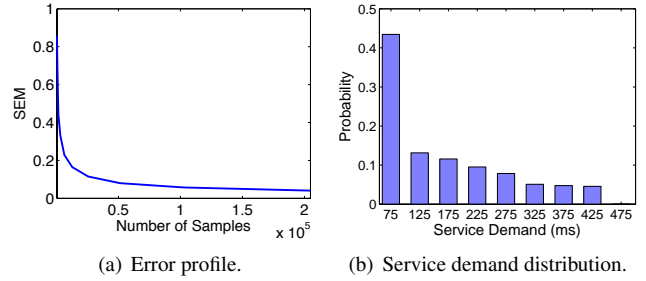 1
0.8
0.6
0.4
0.2
0
SEM
0.5 1 1.5 2
Number of Samples
x 10^5
(a) Error profile.
0.5
0.4
0.3
0.2
0.1
0
Probability
75 125 175 225 275 325 375 425 475
Service Demand (ms)
(b) Service demand distribution.